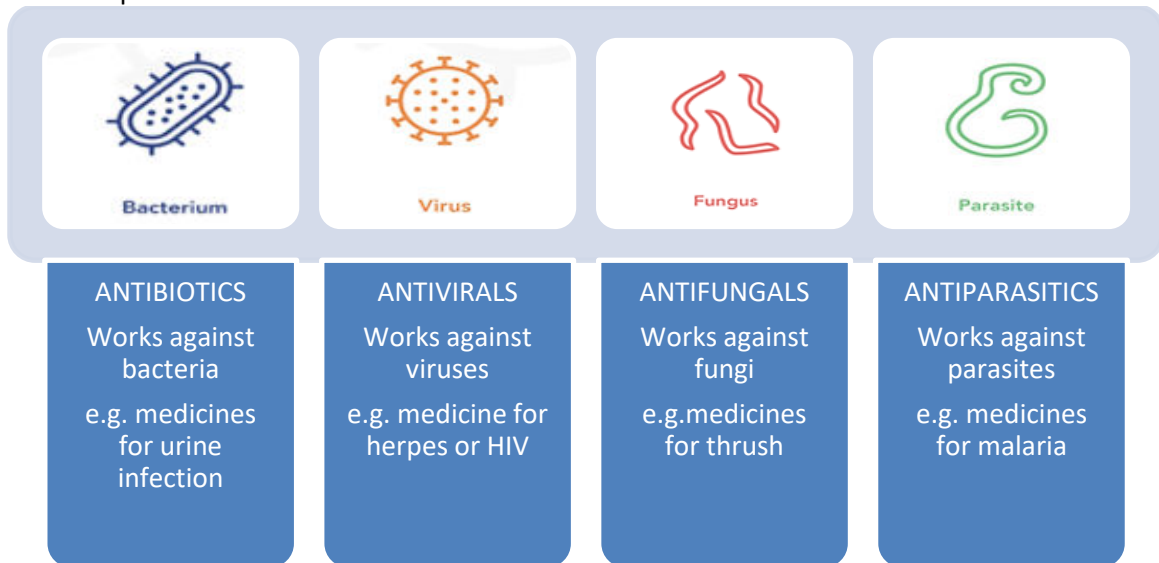 Bacterium
Virus
Fungus
Parasite
ANTIBIOTICS
Works against
bacteria
e.g. medicines
for urine
infection
ANTIVIRALS
Works against
viruses
e.g. medicine for
herpes or HIV
ANTIFUNGALS
Works against
fungi
e.g.medicines
for thrush
ANTIPARASITICS
Works against
parasites
e.g. medicines
for malaria